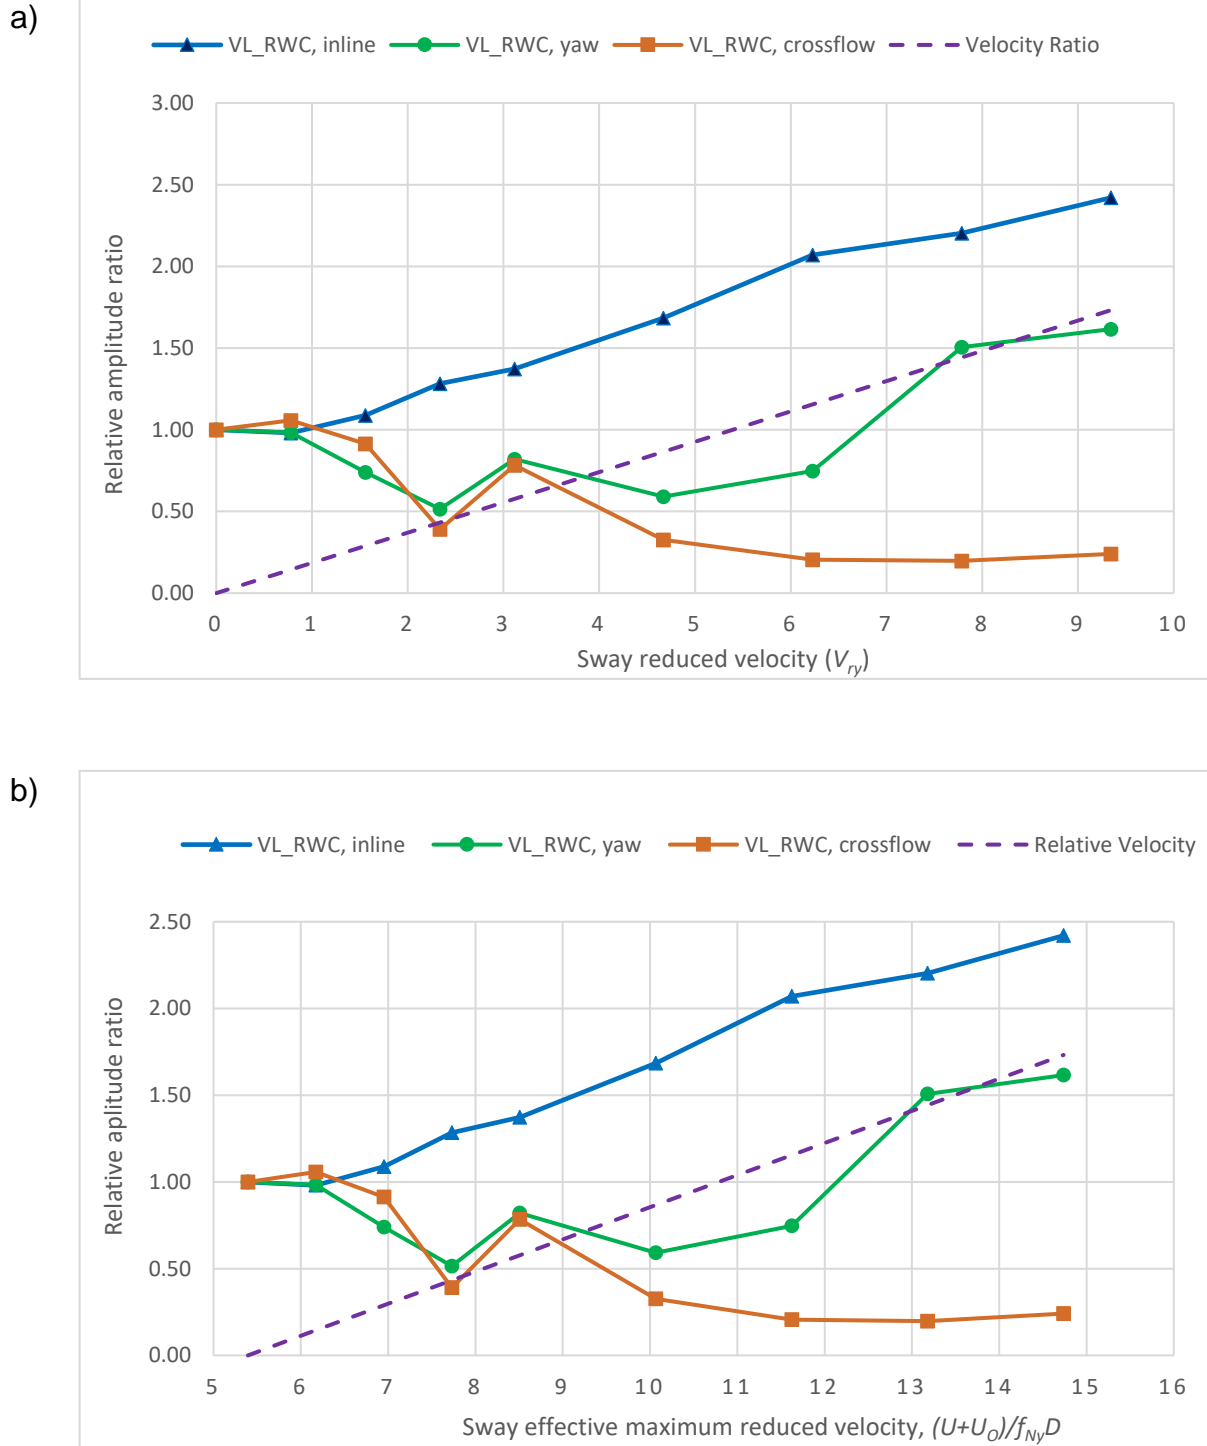 a)
VL_RWC, inline VL_RWC, yaw VL_RWC, crossflow Velocity Ratio
3.00
2.50
2.00
1.50
1.00
0.50
0.00
Relative amplitude ratio
0 1 2 3 4 5 6 7 8 9 10
Sway reduced velocity (Vry)
b)
VL_RWC, inline VL_RWC, yaw VL_RWC, crossflow Relative Velocity
2.50
2.00
1.50
1.00
0.50
0.00
Relative aplitude ratio
5 6 7 8 9 10 11 12 13 14 15 16
Sway effective maximum reduced velocity, (U+UO)/fNyD